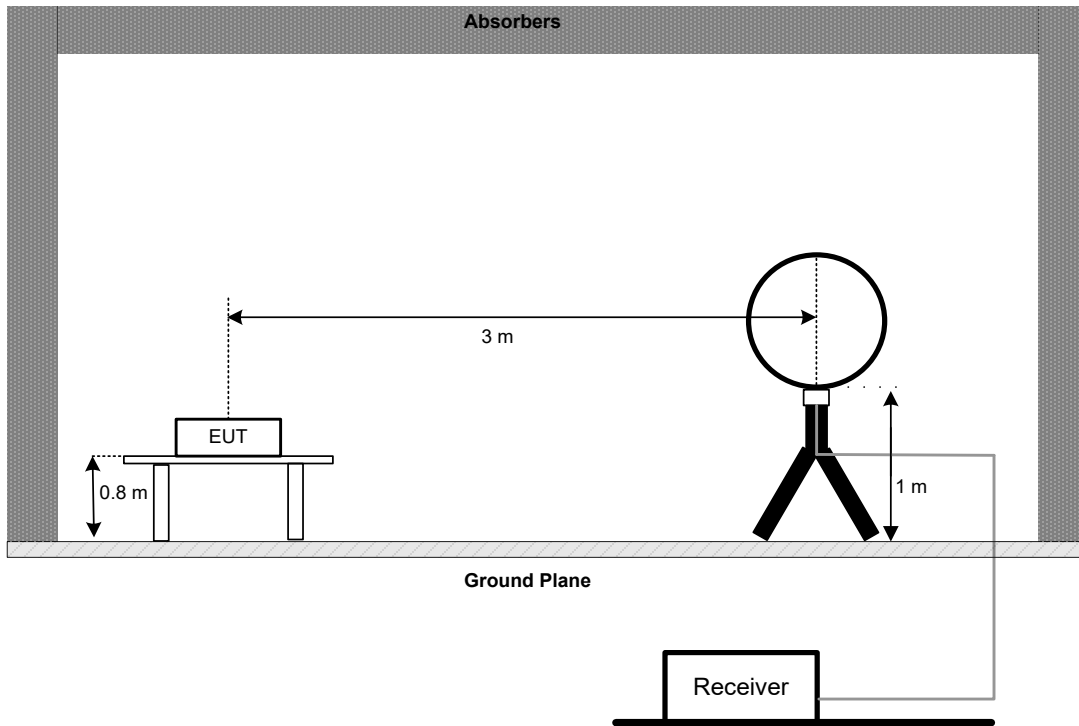 Absorbers
3 m
EUT
0.8 m
1 m
Ground Plane
Receiver